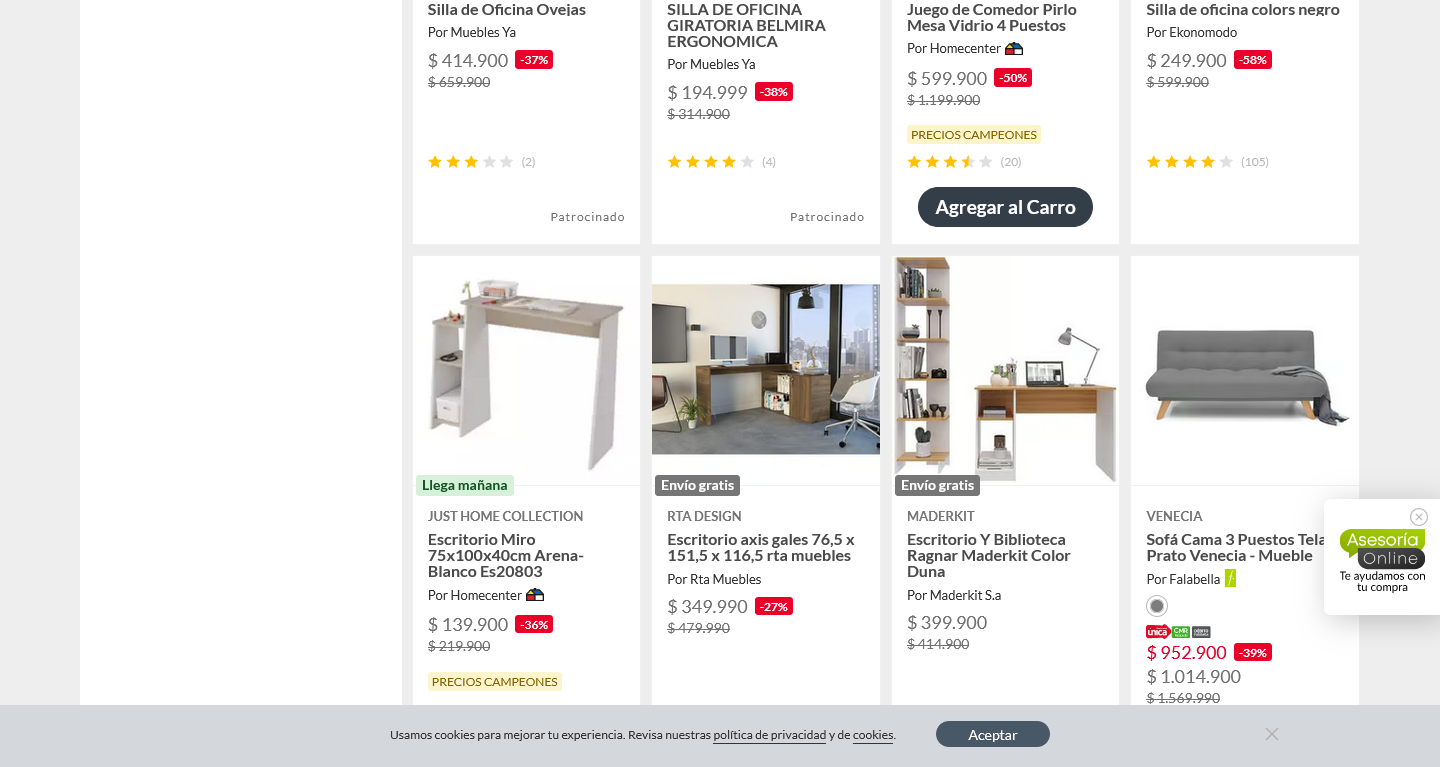 Silla de Oficina Ovejas
Por Muebles Ya
$ 414.900 -37%
$ 659.900
(2)
Patrocinado
SILLA DE OFICINA
GIRATORIA BELMIRA
ERGONOMICA
Por Muebles Ya
$ 194.999 -38%
$ 314.900
(4)
Patrocinado
Juego de Comedor Pirlo
Mesa Vidrio 4 Puestos
Por Homecenter
$ 599.900 -50%
$ 1.199.900
PRECIOS CAMPEONES
(20)
Agregar al Carro
Silla de oficina colors negro
Por Ekonomodo
$ 249.900 -58%
$ 599.900
(105)
Llega mañana
JUST HOME COLLECTION
Escritorio Miro
75x100x40cm Arena-
Blanco Es20803
Por Homecenter
$ 139.900 -36%
$ 219.900
PRECIOS CAMPEONES
Envío gratis
RTA DESIGN
Escritorio axis gales 76,5 x
151,5 x 116,5 rta muebles
Por Rta Muebles
$ 349.990 -27%
$ 479.990
Envío gratis
MADERKIT
Escritorio Y Biblioteca
Ragnar Maderkit Color
Duna
Por Maderkit S.a
$ 399.900
$ 414.900
VENECIA
Sofá Cama 3 Puestos Tela
Prato Venecia - Mueble
Por Falabella
única CMR
$ 952.900 -39%
$ 1.014.900
$ 1.569.990
Asesoría
Online
Te ayudamos con
tu compra
Usamos cookies para mejorar tu experiencia. Revisa nuestras política de privacidad y de cookies.
Aceptar